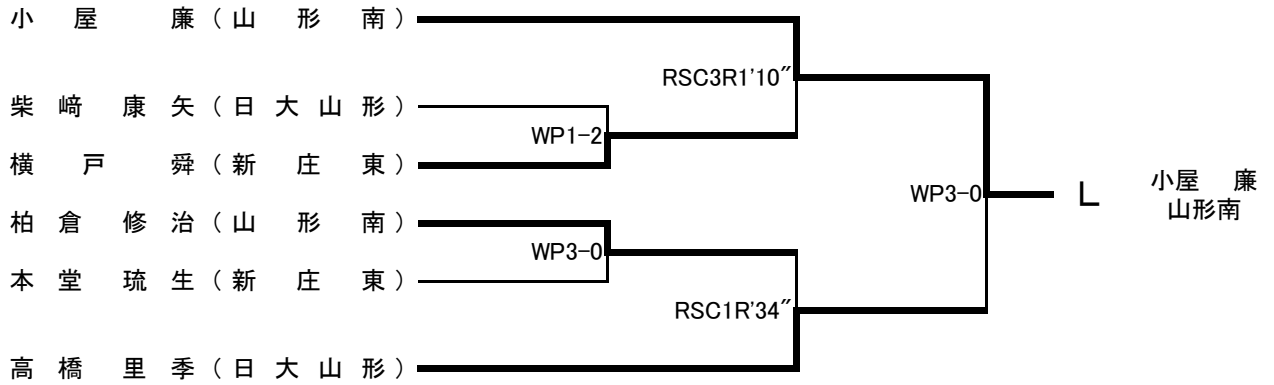 小屋 廉（山形南）
RSC3R1'10"
柴﨑康矢（日大山形）
WP1-2
横戸 舜（新庄東）
WP3-0
L
小屋 廉
山形南
柏倉修治（山形南）
WP3-0
本堂琉生（新庄東）
RSC1R'34"
高橋里季（日大山形）